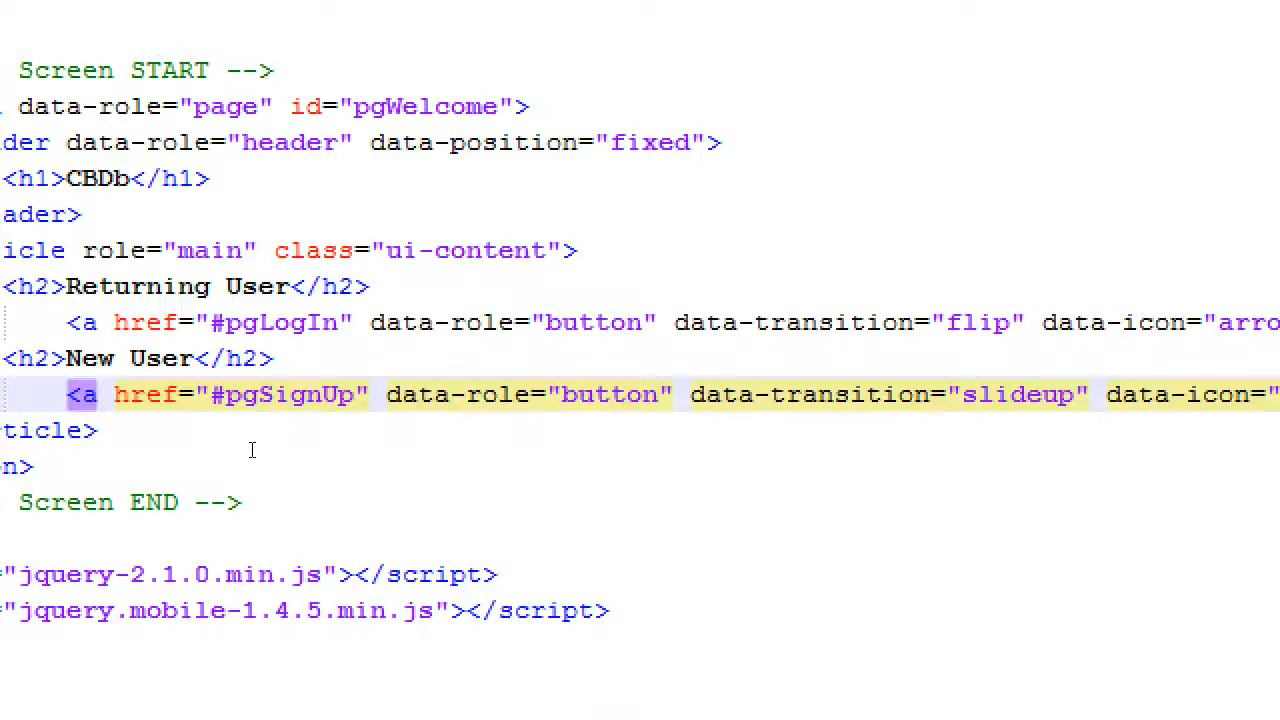 Screen START -->
data-role="page" id="pgWelcome">
der data-role="header" data-position="fixed">
<h1>CBDb</h1>
ader>
icle role="main" class="ui-content">
<h2>Returning User</h2>
<a href="#pgLogIn" data-role="button" data-transition="flip" data-icon="arro
<h2>New User</h2>
<a href="#pgSignUp" data-role="button" data-transition="slideup" data-icon="
ticle>
on>
Screen END -->
="jquery-2.1.0.min.js"></script>
="jquery.mobile-1.4.5.min.js"></script>